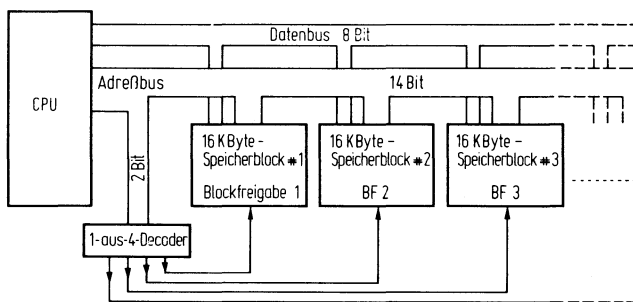 Datenbus 8 Bit
Adreßbus
14 Bit
CPU
2 Bit
16 KByte -
Speicherblock #1
Blockfreigabe 1
16 KByte -
Speicherblock #2
BF 2
16 KByte -
Speicherblock #3
BF 3
1-aus-4-Decoder